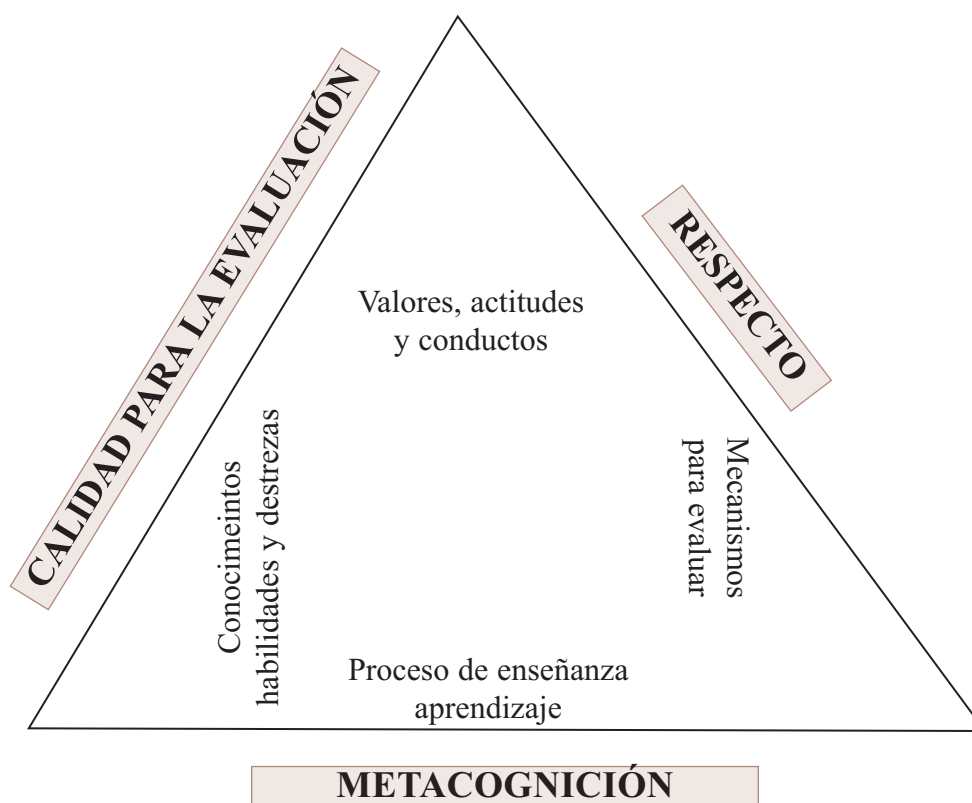 CALIDAD PARA LA EVALUACIÓN
RESPECTO
Valores, actitudes
y conductos
Conocimeintos
habilidades y destrezas
Mecanismos
para evaluar
Proceso de enseñanza
aprendizaje
METACOGNICIÓN